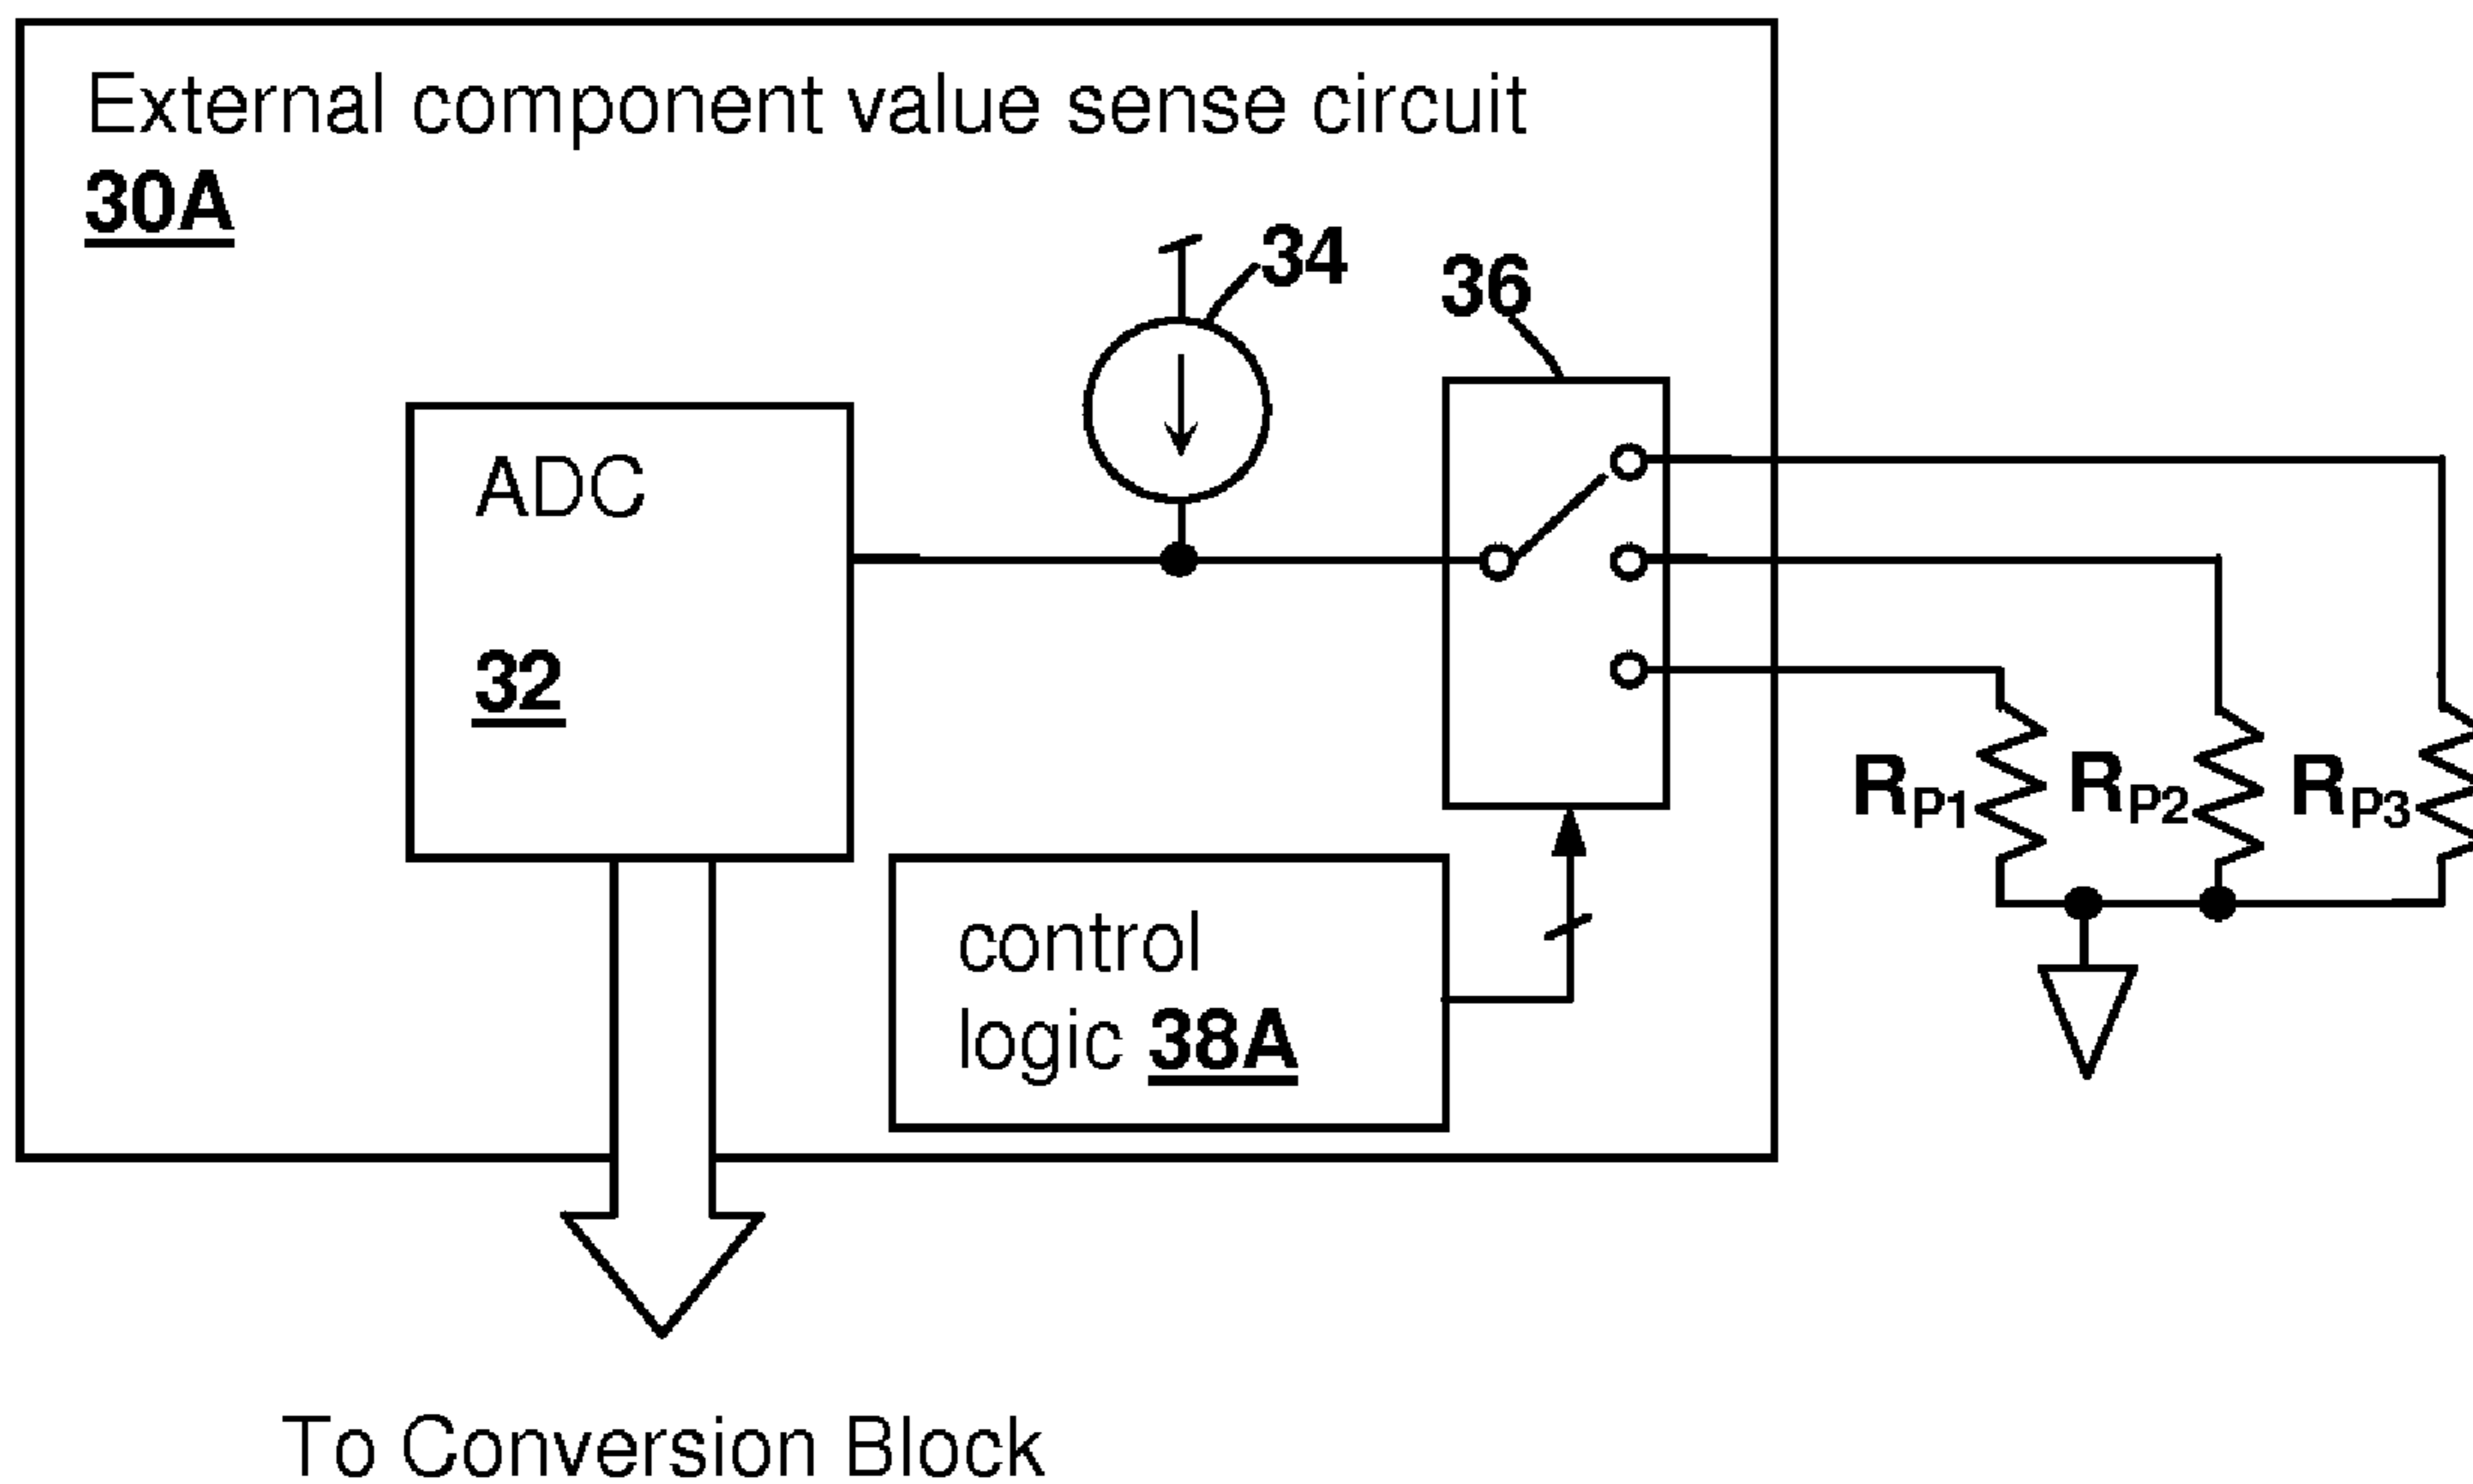 External component value sense circuit
30A
34
36
ADC
32
RP1 RP2 RP3
control
logic 38A
To Conversion Block